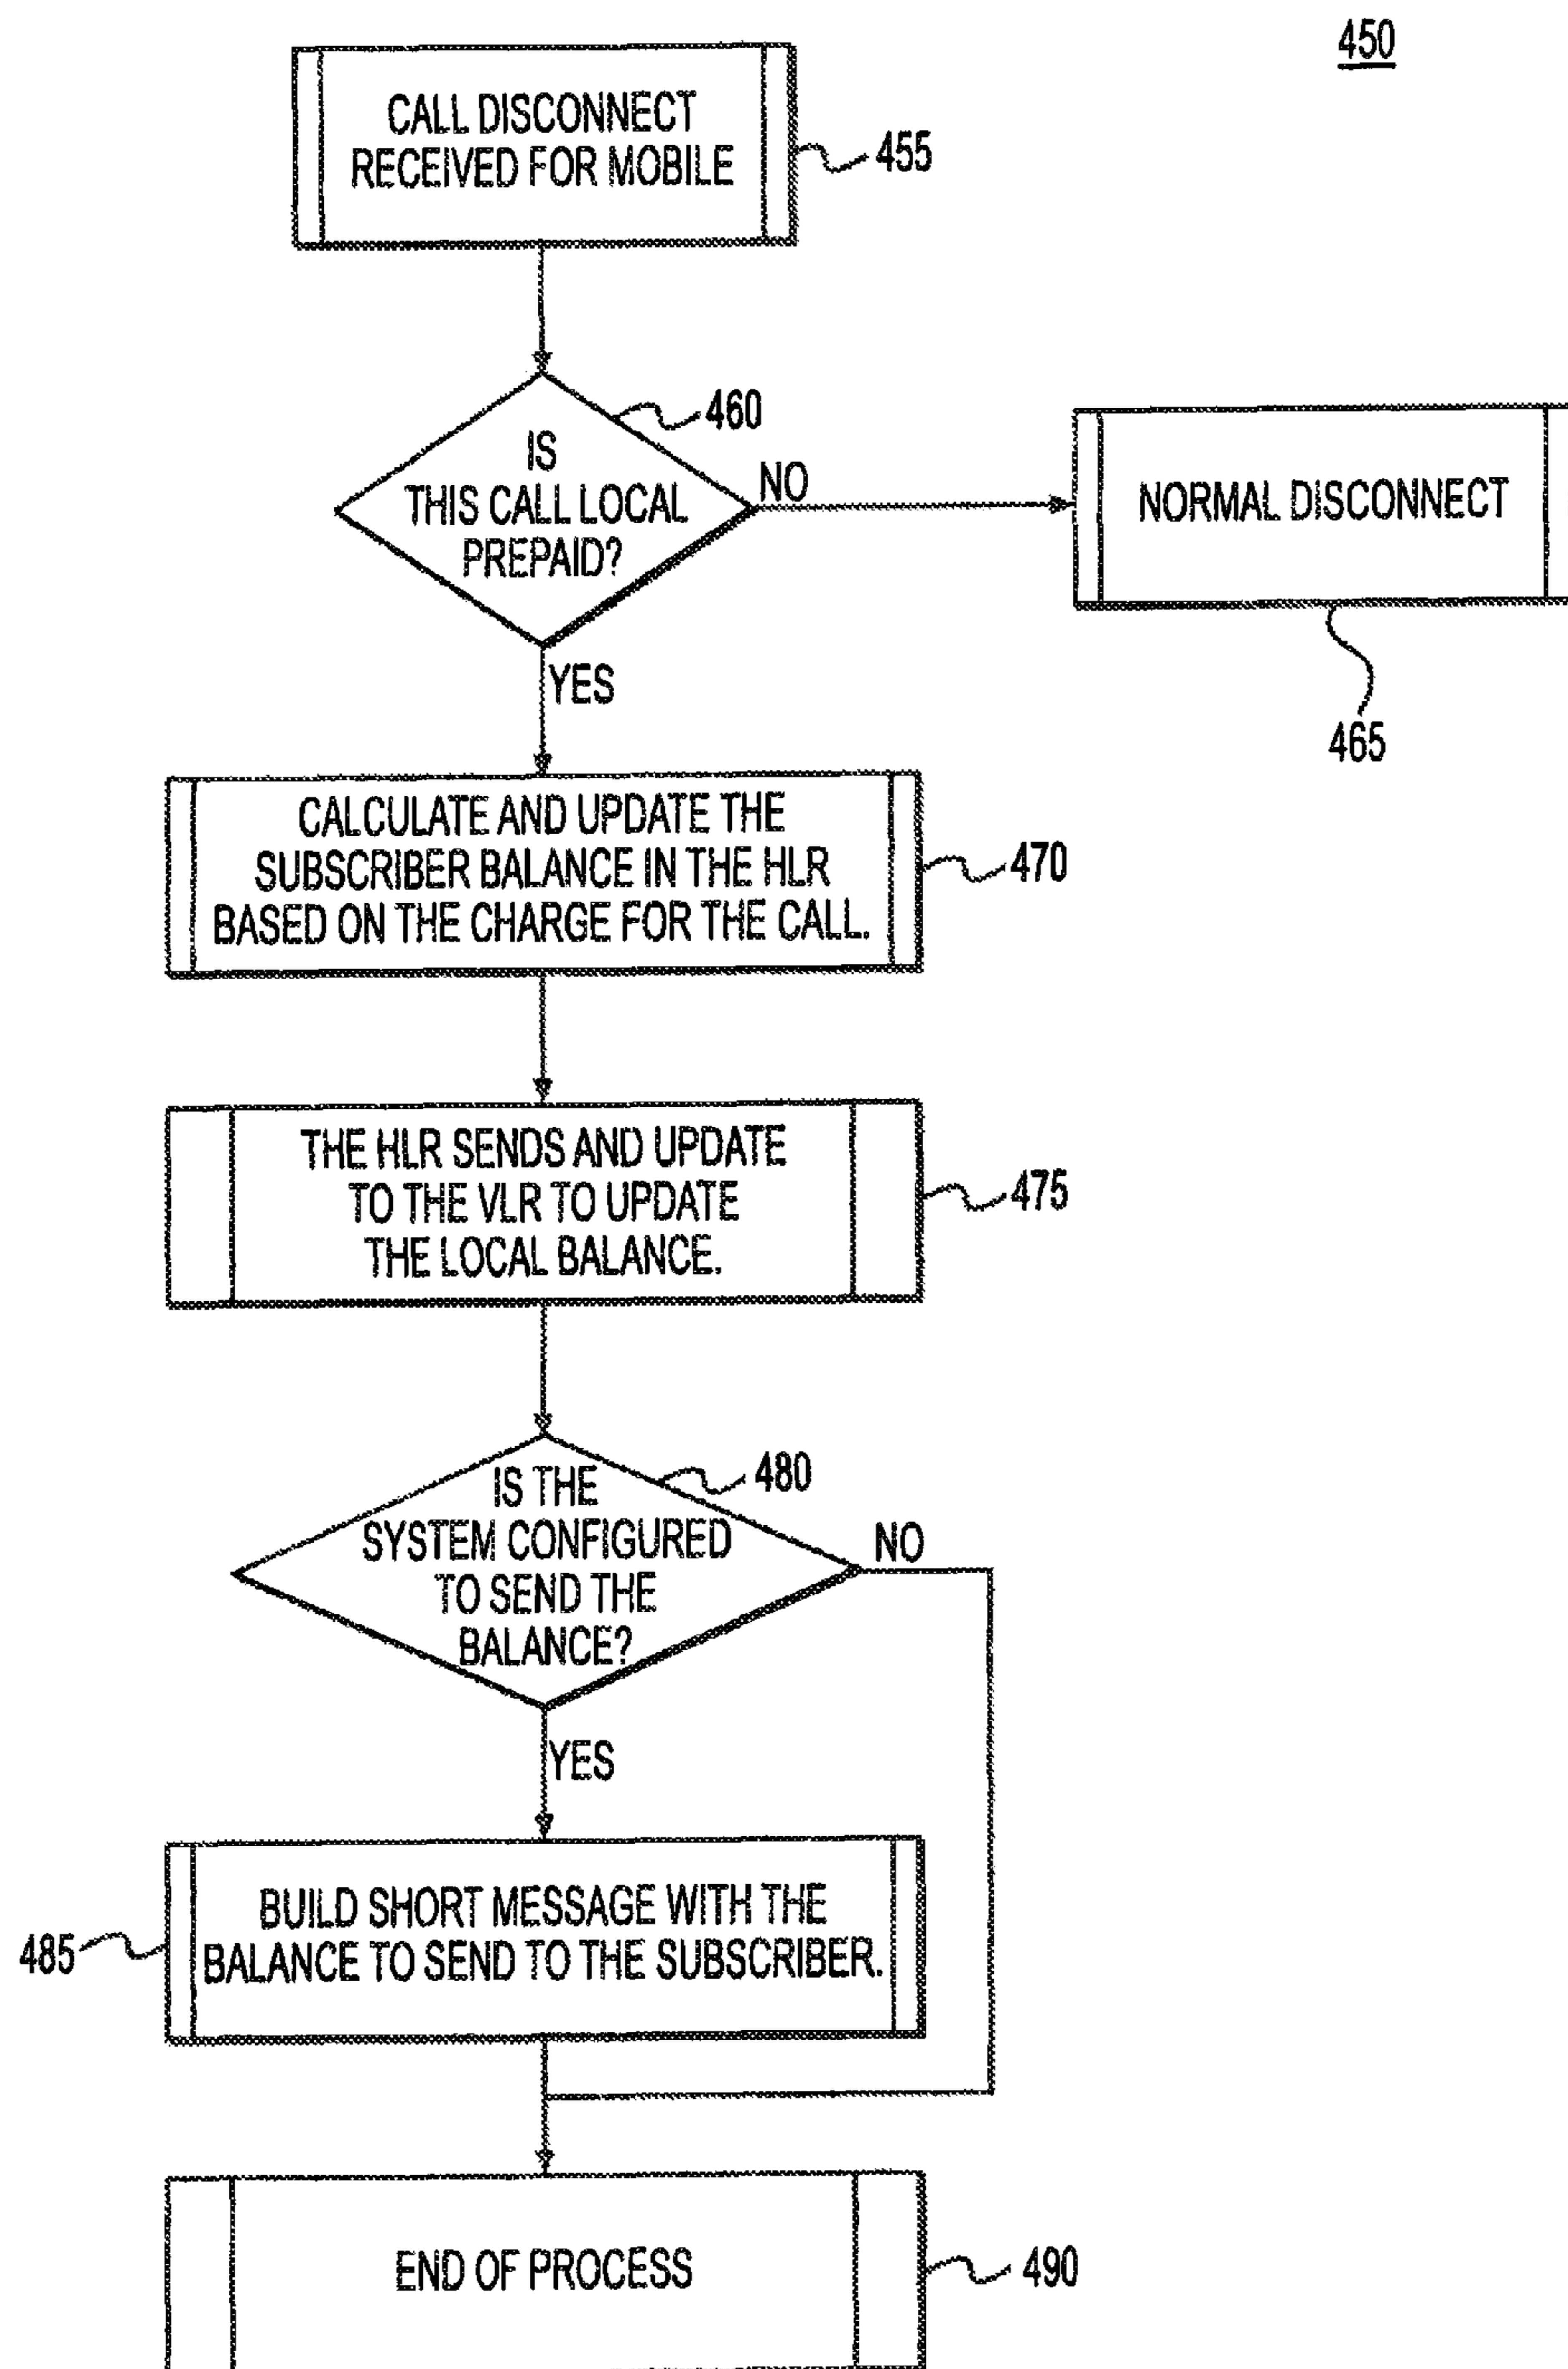 450
CALL DISCONNECT
RECEIVED FOR MOBILE
455
460
IS
THIS CALL LOCAL
PREPAID?
NO
NORMAL DISCONNECT
465
YES
CALCULATE AND UPDATE THE
SUBSCRIBER BALANCE IN THE HLR
BASED ON THE CHARGE FOR THE CALL.
470
THE HLR SENDS AND UPDATE
TO THE VLR TO UPDATE
THE LOCAL BALANCE.
475
480
IS THE
SYSTEM CONFIGURED
TO SEND THE
BALANCE?
NO
YES
BUILD SHORT MESSAGE WITH THE
BALANCE TO SEND TO THE SUBSCRIBER.
485
END OF PROCESS
490